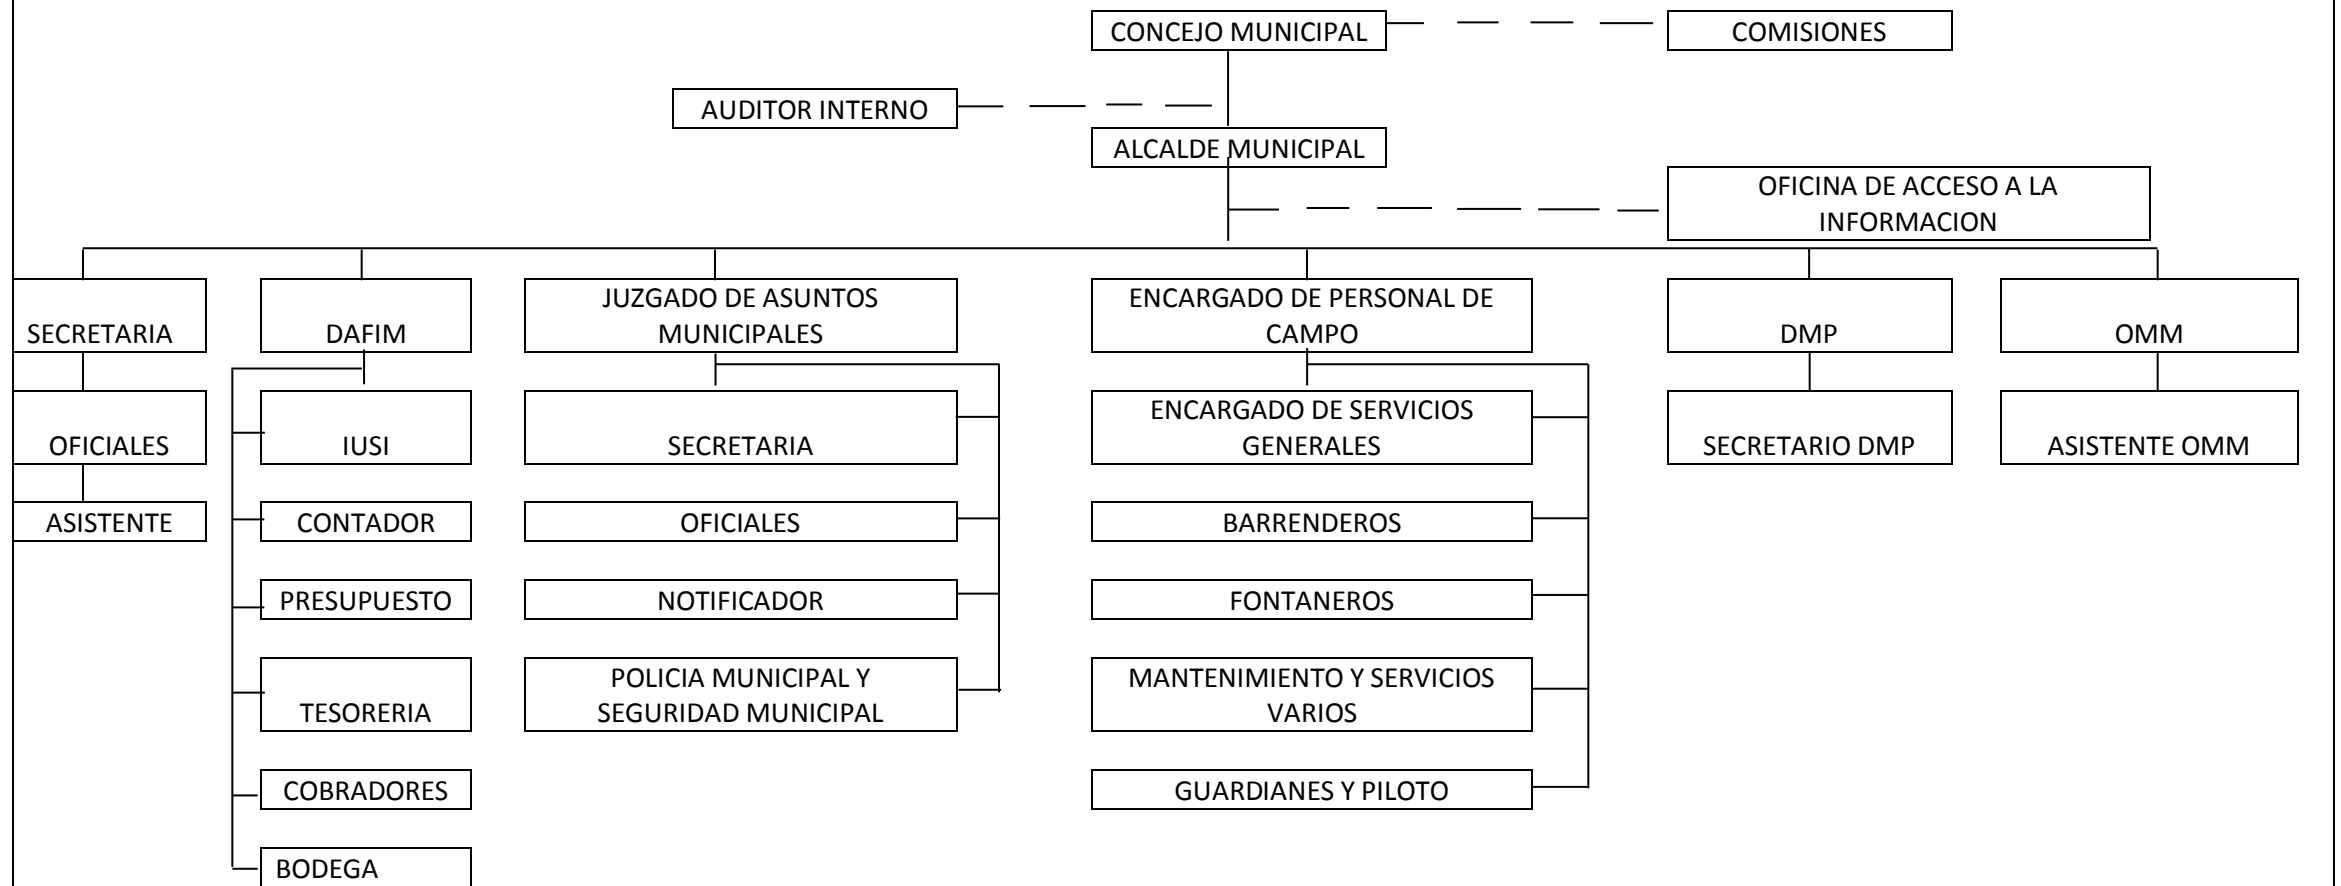 CONCEJO MUNICIPAL
COMISIONES
AUDITOR INTERNO
ALCALDE MUNICIPAL
OFICINA DE ACCESO A LA
INFORMACION
SECRETARIA
DAFIM
JUZGADO DE ASUNTOS
MUNICIPALES
ENCARGADO DE PERSONAL DE
CAMPO
DMP
OMM
OFICIALES
IUSI
SECRETARIA
ENCARGADO DE SERVICIOS
GENERALES
SECRETARIO DMP
ASISTENTE OMM
ASISTENTE
CONTADOR
OFICIALES
BARRENDEROS
PRESUPUESTO
NOTIFICADOR
FONTANEROS
TESORERIA
POLICIA MUNICIPAL Y
SEGURIDAD MUNICIPAL
MANTENIMIENTO Y SERVICIOS
VARIOS
COBRADORES
GUARDIANES Y PILOTO
BODEGA